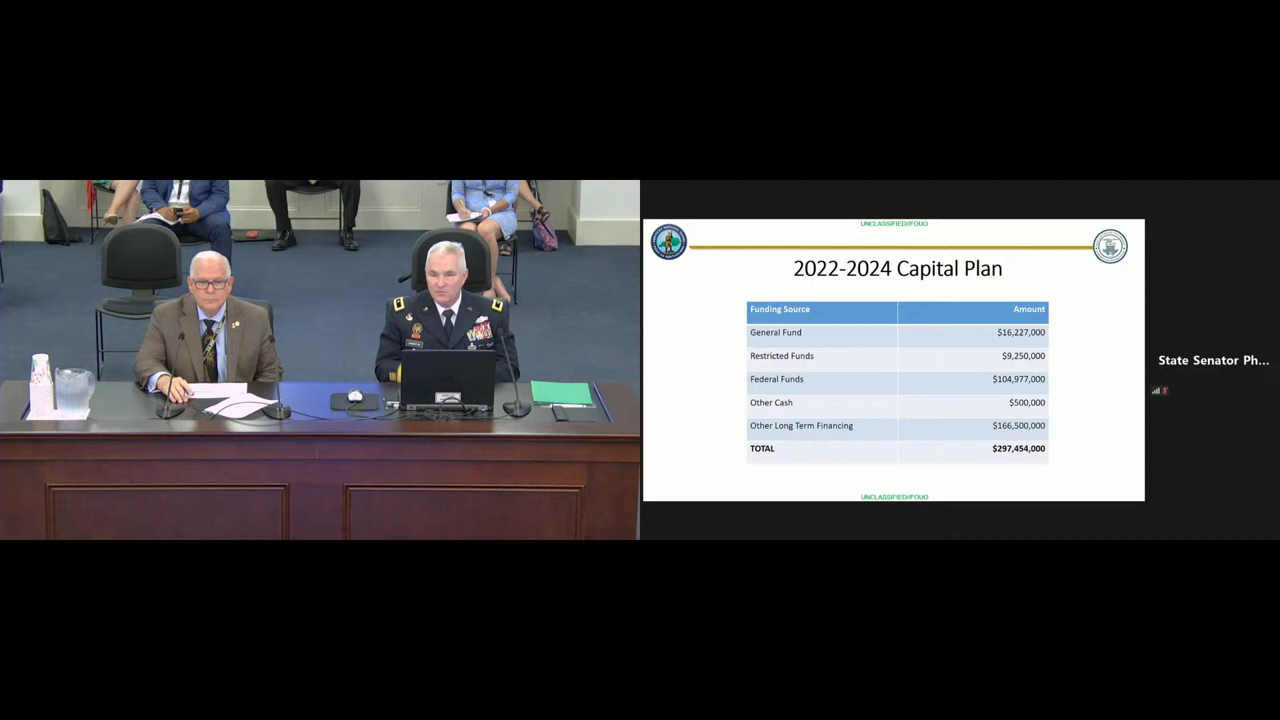 UNCLASSIFIED//FOUO
2022-2024 Capital Plan
Funding Source Amount
General Fund $16,227,000
Restricted Funds $9,250,000
Federal Funds $104,977,000
Other Cash $500,000
Other Long Term Financing $166,500,000
TOTAL $297,454,000
UNCLASSIFIED//FOUO
State Senator Ph...